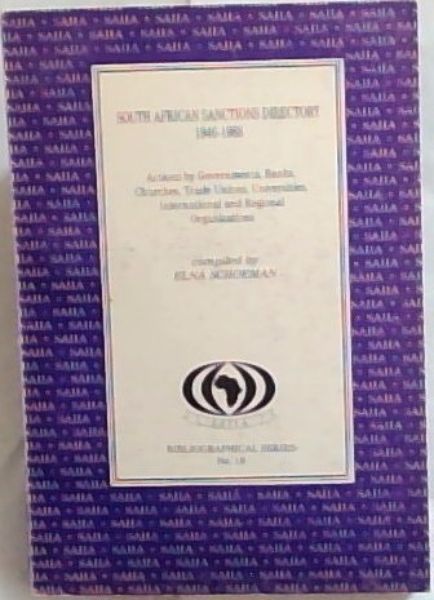 SOUTH AFRICAN SANCTIONS DIRECTORY
1946-1988
Actions by Governments, Banks,
Churches, Trade Unions, Universities,
International and Regional
Organisations
compiled by
ELNA SCHOEMAN
SAIIA
BIBLIOGRAPHICAL SERIES
No. 18